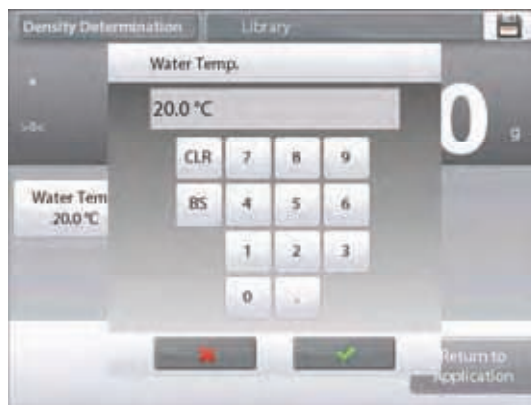 Density Determination Library
Water Temp.
20.0 °C
0 g
>0<
CLR 7 8 9
Water Tem
20.0 °C
BS 4 5 6
1 2 3
0 .
Return to
Application